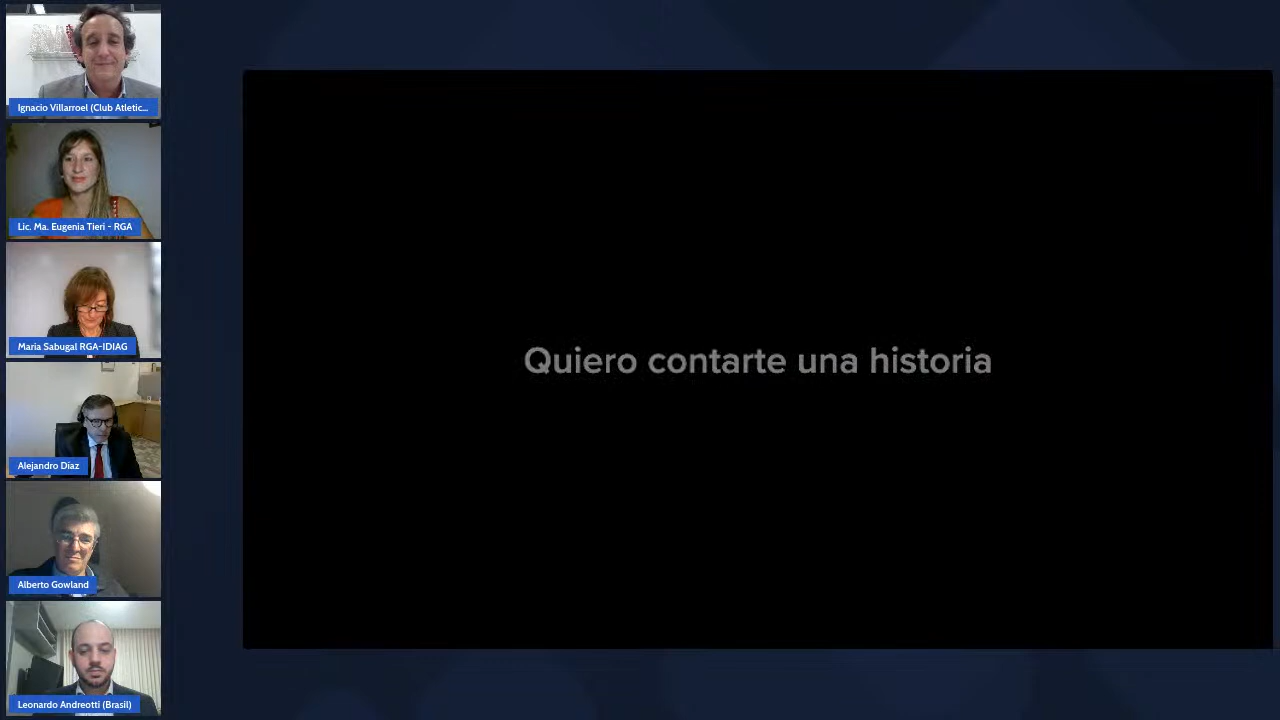 Ignacio Villarroel (Club Atletic...
Lic. Ma. Eugenia Tieri - RGA
Quiero contarte una historia
Maria Sabugal RGA-IDIAG
Alejandro Díaz
Alberto Gowland
Leonardo Andreotti (Brasil)